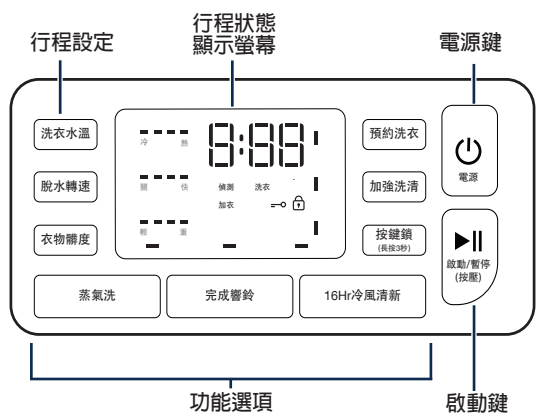 行程設定
行程狀態
顯示螢幕
電源鍵
洗衣水溫
冷 熱
8:88
預約洗衣
電源
脫水轉速
關 快
偵測 洗衣
加強洗清
加衣
衣物髒度
輕 重
按鍵鎖
(長按3秒)
啟動/暫停
(按壓)
蒸氣洗
完成響鈴
16Hr冷風清新
功能選項
啟動鍵